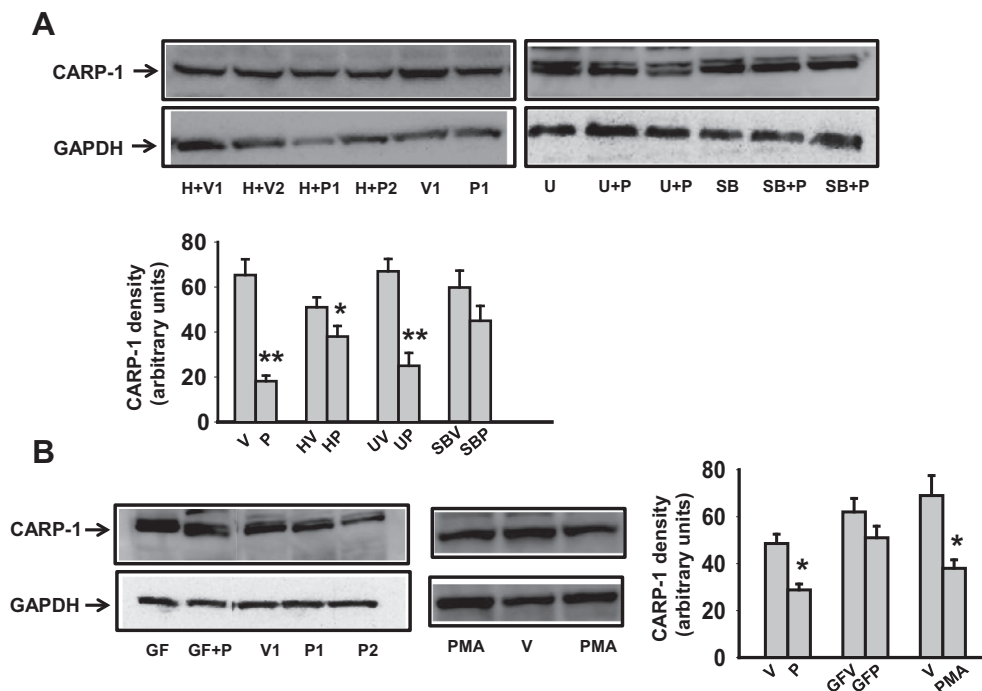 A
CARP-1
GAPDH
H+V1 H+V2 H+P1 H+P2 V1 P1
U U+P U+P SB SB+P SB+P
CARP-1 density
(arbitrary units)
80
60
40
20
0
**
*
**
V P HV HP UV UP SBV SBP
B
CARP-1
GAPDH
GF GF+P V1 P1 P2
PMA V PMA
CARP-1 density
(arbitrary units)
80
60
40
20
0
*
*
V P GFV GFP V PMA